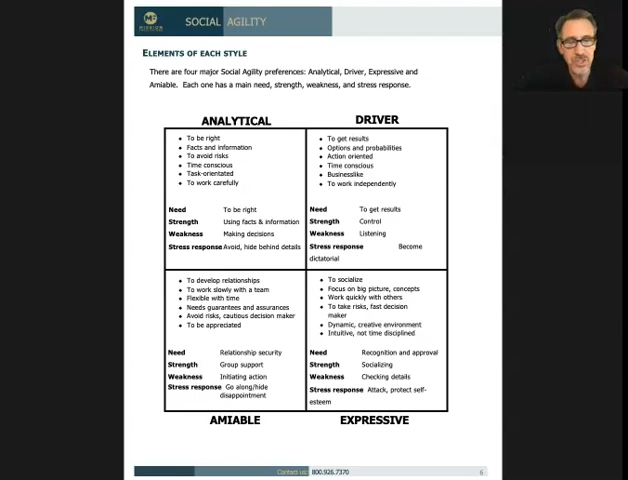 MF
MISSION
SOCIAL AGILITY
ELEMENTS OF EACH STYLE
There are four major Social Agility preferences: Analytical, Driver, Expressive and
Amiable. Each one has a main need, strength, weakness, and stress response.
ANALYTICAL
• To be right
• Facts and information
• To avoid risks
• Time conscious
• Task-orientated
• To work carefully
Need To be right
Strength Using facts & information
Weakness Making decisions
Stress response Avoid, hide behind details
DRIVER
• To get results
• Options and probabilities
• Action oriented
• Time conscious
• Businesslike
• To work independently
Need To get results
Strength Control
Weakness Listening
Stress response Become
dictatorial
• To develop relationships
• To work slowly with a team
• Flexible with time
• Needs guarantees and assurances
• Avoid risks, cautious decision maker
• To be appreciated
Need Relationship security
Strength Group support
Weakness Initiating action
Stress response Go along/hide
disappointment
AMIABLE
• To socialize
• Focus on big picture, concepts
• Work quickly with others
• To take risks, fast decision
maker
• Dynamic, creative environment
• Intuitive, not time disciplined
Need Recognition and approval
Strength Socializing
Weakness Checking details
Stress response Attack, protect self-
esteem
EXPRESSIVE
Contact us: 800.926.7370
6